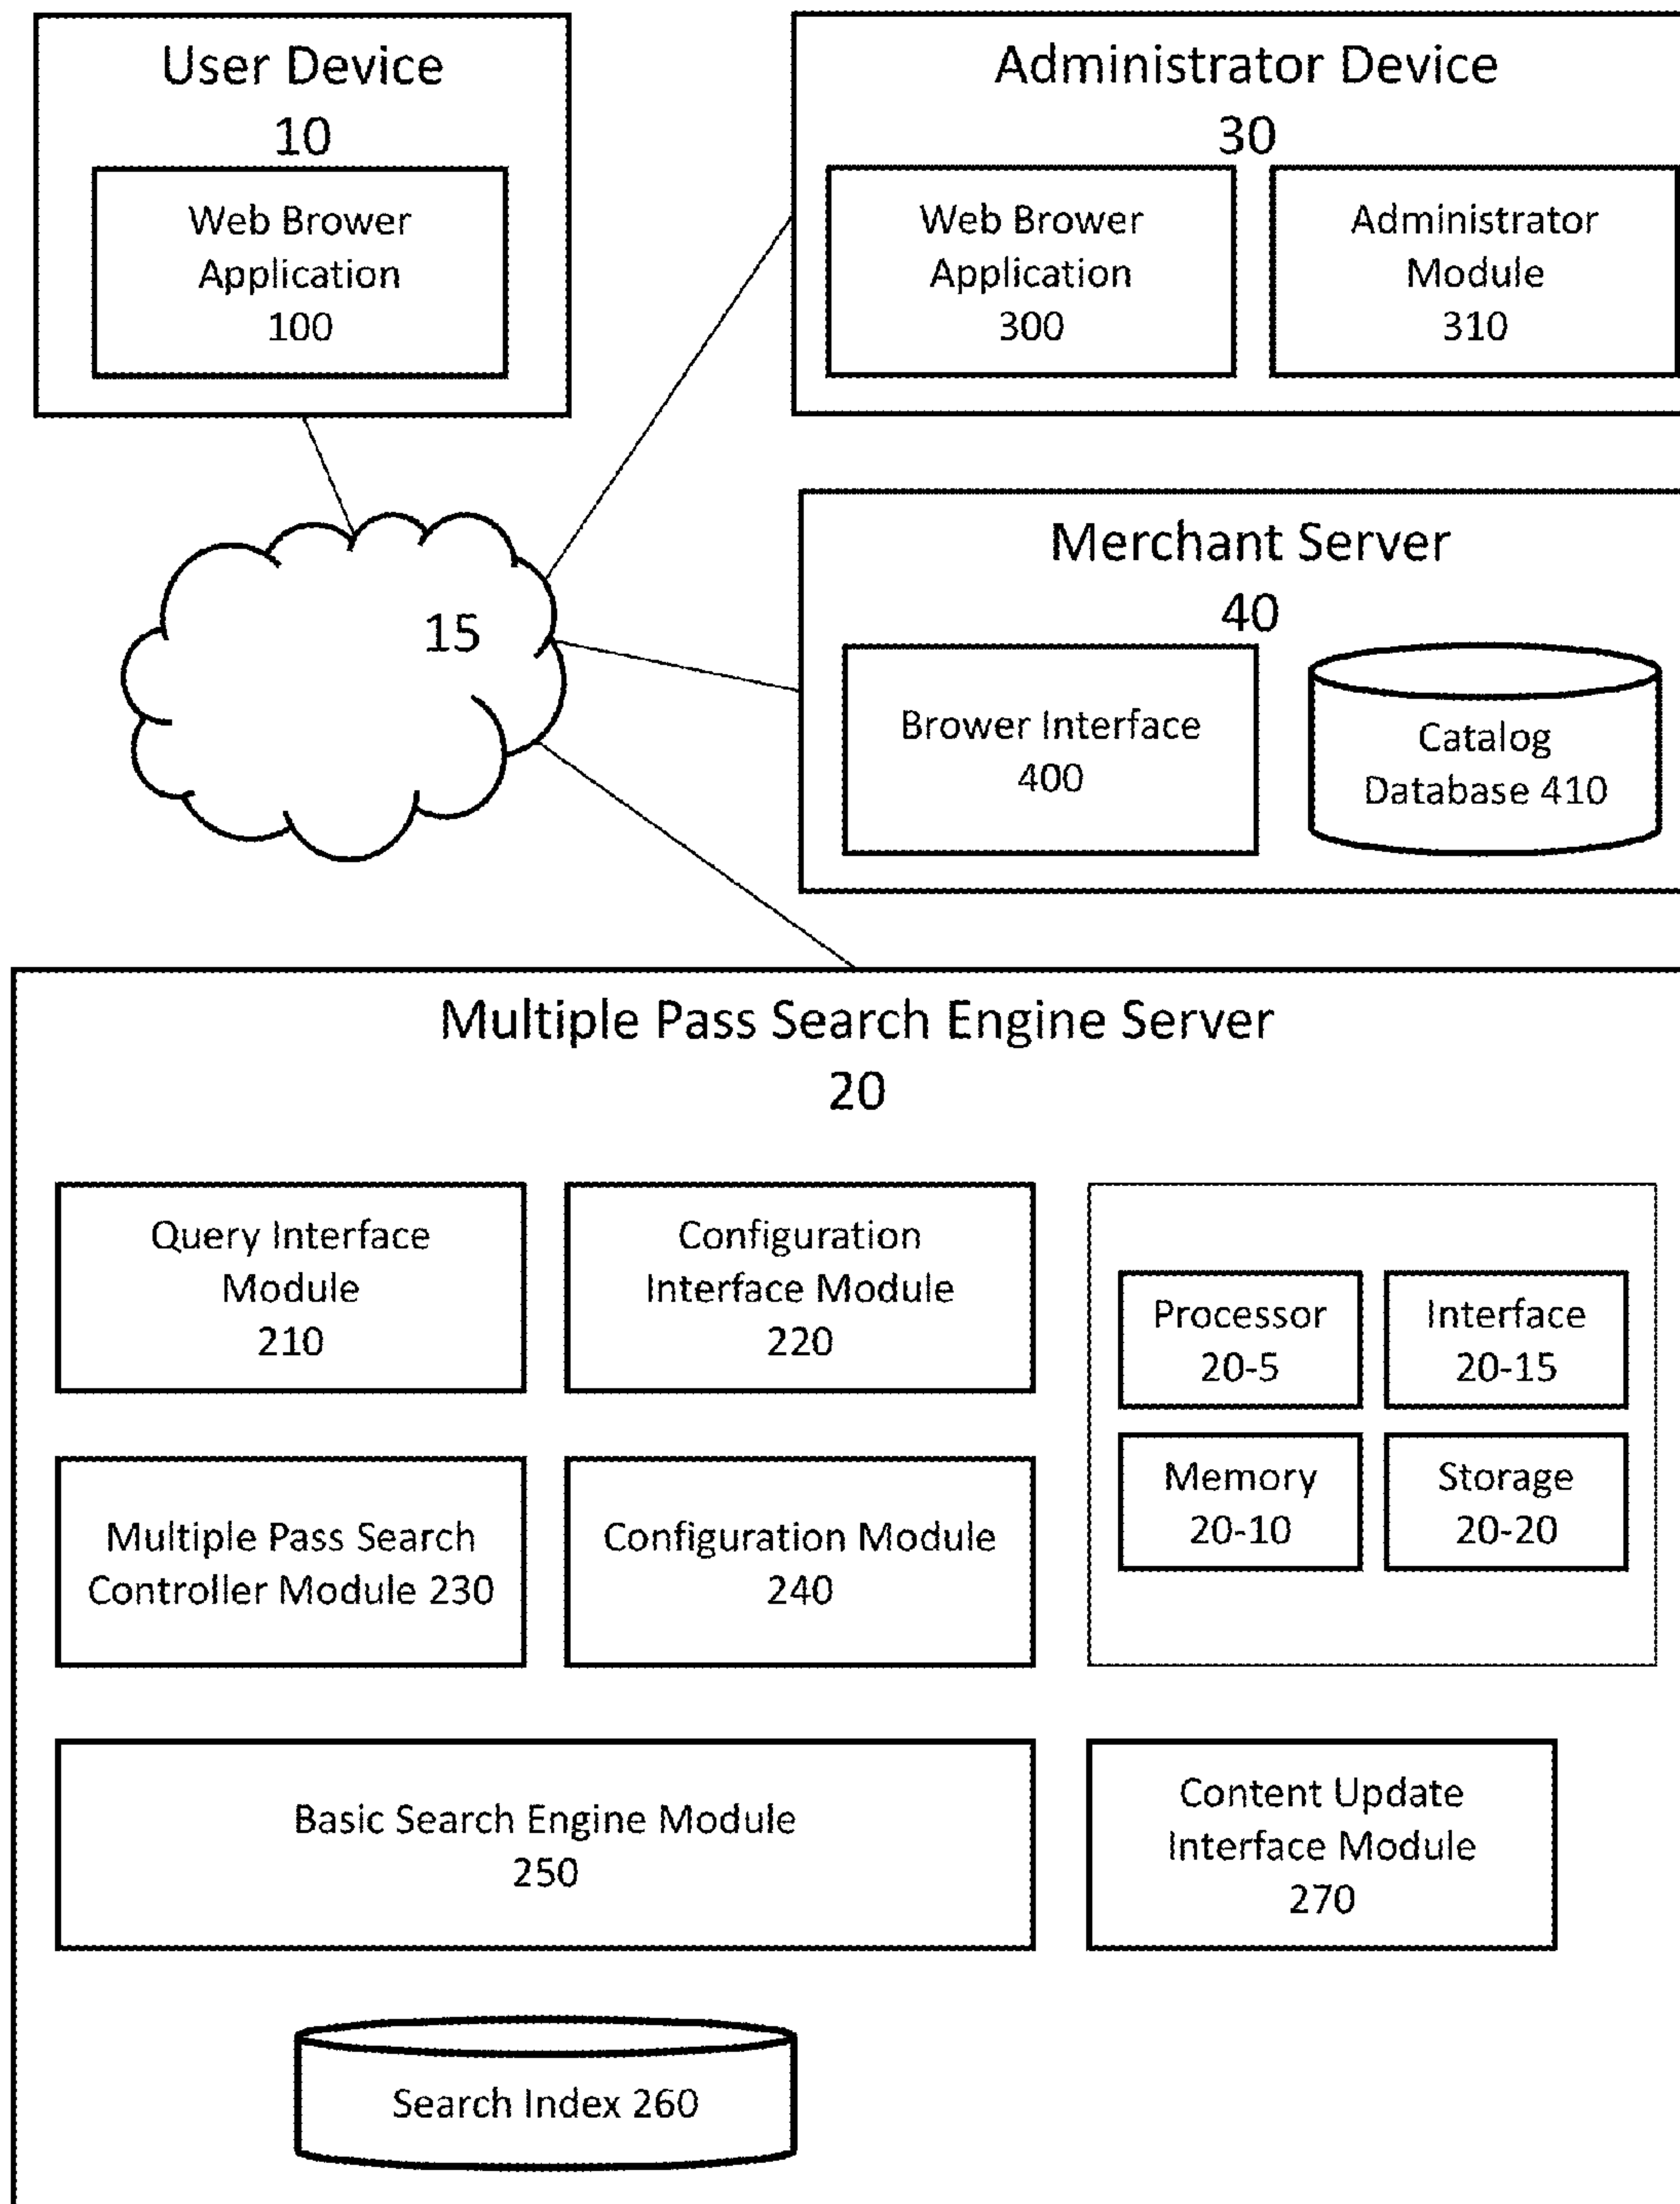 User Device
10
Web Brower
Application
100
Administrator Device
30
Web Brower
Application
300
Administrator
Module
310
15
Merchant Server
40
Brower Interface
400
Catalog
Database 410
Multiple Pass Search Engine Server
20
Query Interface
Module
210
Configuration
Interface Module
220
Processor
20-5
Interface
20-15
Memory
20-10
Storage
20-20
Multiple Pass Search
Controller Module 230
Configuration Module
240
Basic Search Engine Module
250
Content Update
Interface Module
270
Search Index 260